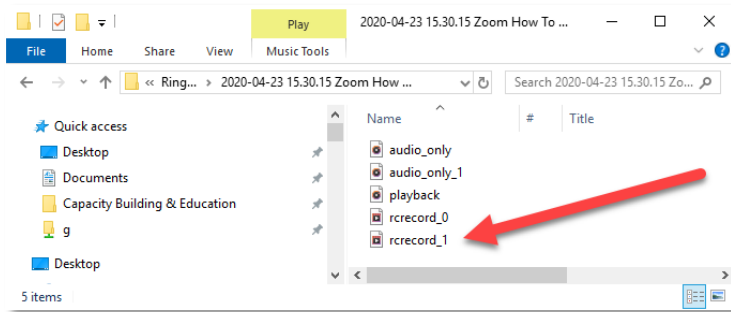 Play
2020-04-23 15.30.15 Zoom How To ...
File
Home
Share
View
Music Tools
« Ring... › 2020-04-23 15.30.15 Zoom How ...
Search 2020-04-23 15.30.15 Zo...
Quick access
Desktop
Documents
Capacity Building & Education
g
Desktop
Name
#
Title
audio_only
audio_only_1
playback
rcrecord_0
rcrecord_1
5 items